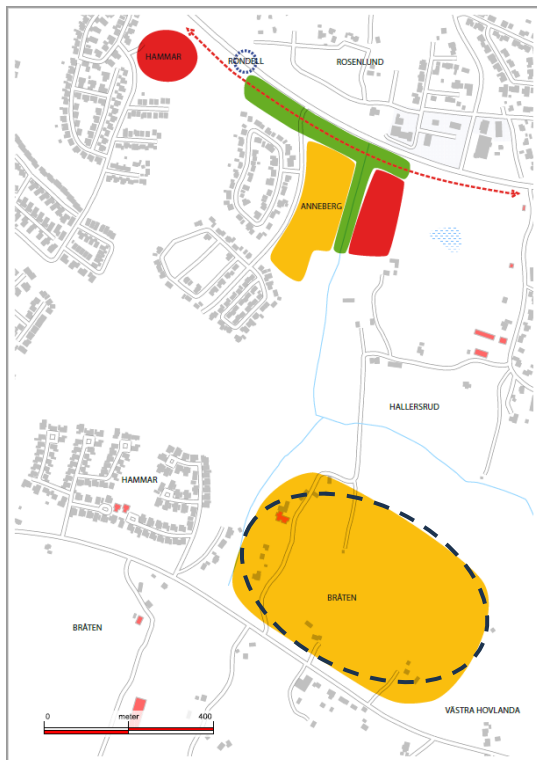 HAMMAR
RONDELL
ROSENLUND
ANNEBERG
HALLERSRUD
HAMMAR
BRÅTEN
BRÅTEN
VÄSTRA HOVLANDA
0 meter 400